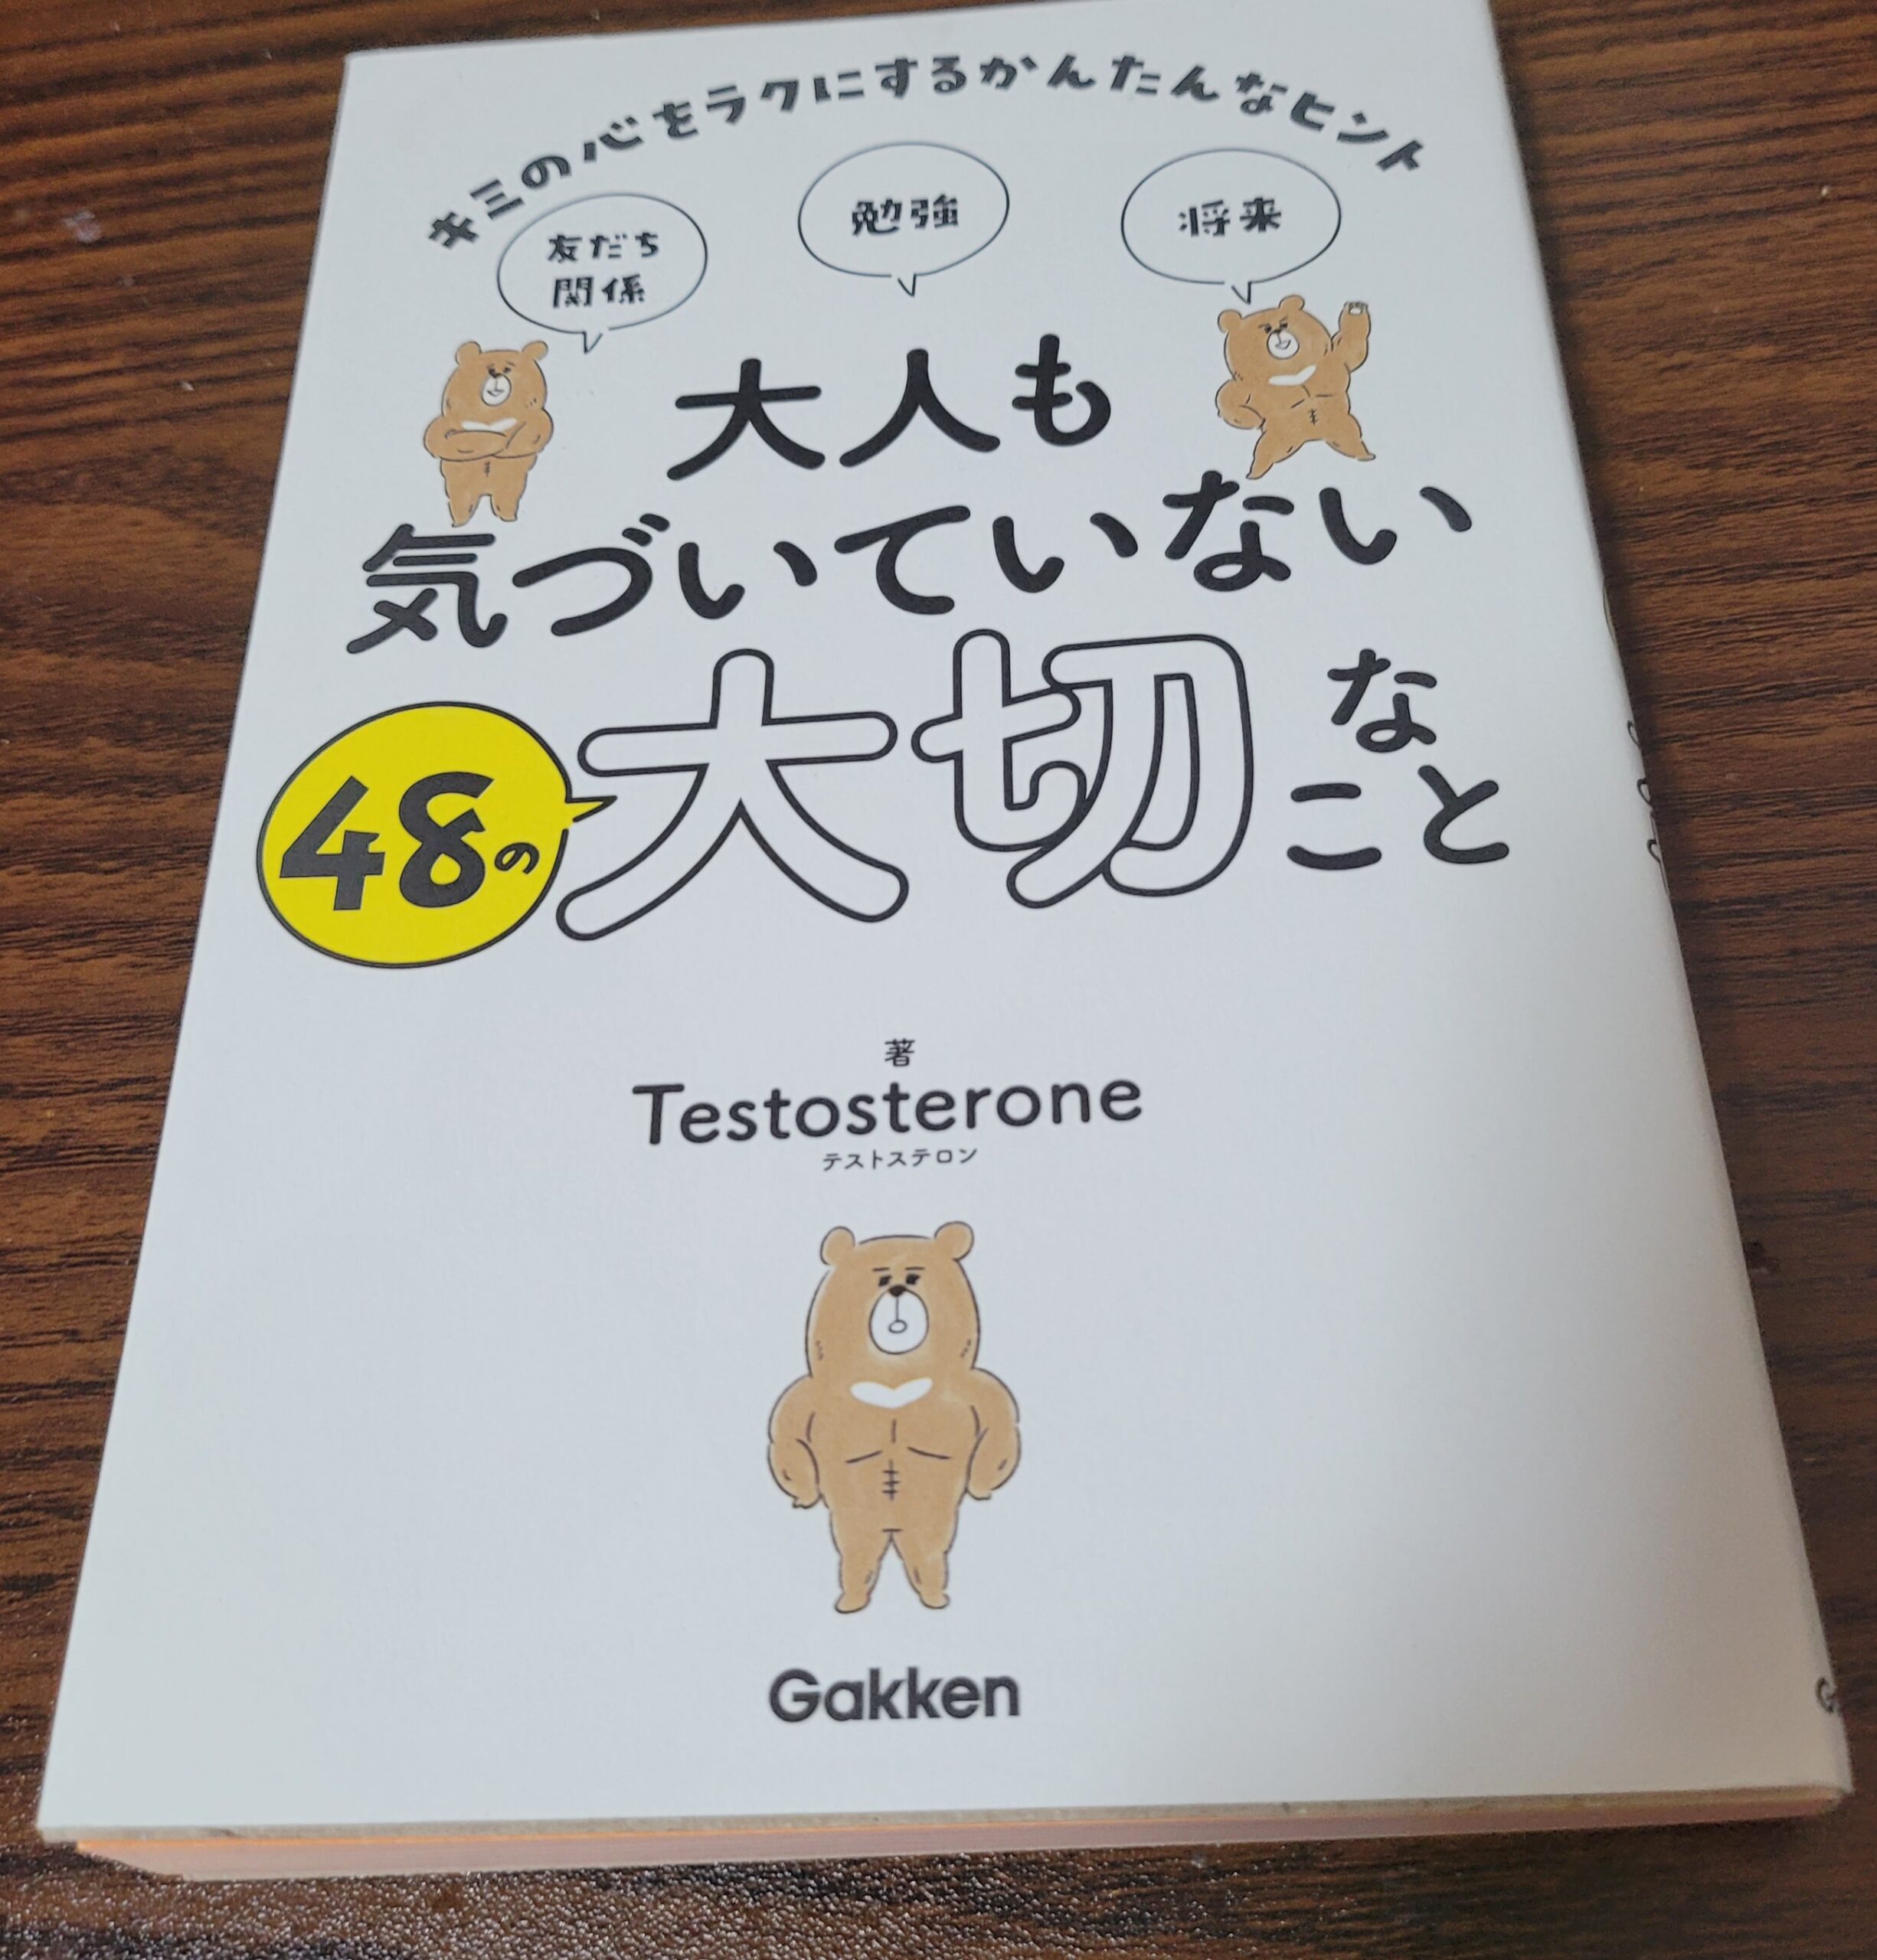 キミの心をラクにするかんたんなヒント
友だち
関係
勉強
将来
大人も
気づいていない
48の
大切
な
こと
著
Testosterone
テストステロン
Gakken